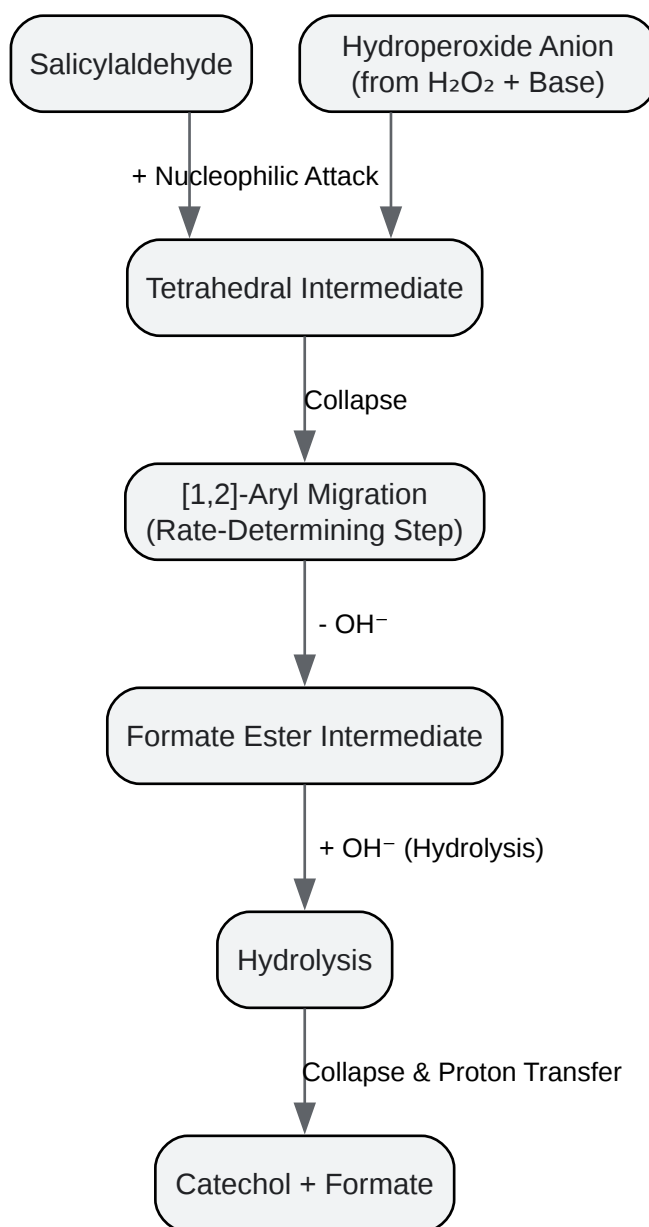 Salicylaldehyde
Hydroperoxide Anion
(from H₂O₂ + Base)
+ Nucleophilic Attack
Tetrahedral Intermediate
Collapse
[1,2]-Aryl Migration
(Rate-Determining Step)
- OH⁻
Formate Ester Intermediate
+ OH⁻ (Hydrolysis)
Hydrolysis
Collapse & Proton Transfer
Catechol + Formate